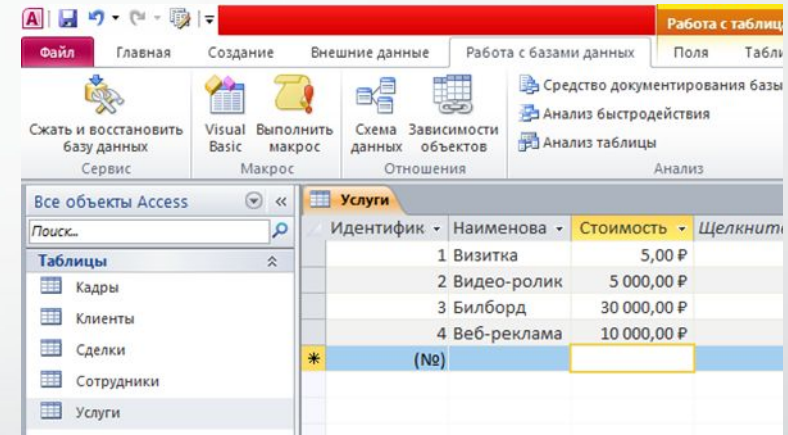 Работа с таблица
Файл Главная Создание Внешние данные Работа с базами данных Поля Табли
Сжать и восстановить базу данных
Visual Basic
Выполнить макрос
Схема данных
Зависимости объектов
Средство документирования базы
Анализ быстродействия
Анализ таблицы
Сервис Макрос Отношения Анализ
Все объекты Access
Поиск...
Таблицы
Кадры
Клиенты
Сделки
Сотрудники
Услуги
Услуги
Идентифик Наименова Стоимость Щелкните
1 Визитка 5,00 ₽
2 Видео-ролик 5 000,00 ₽
3 Билборд 30 000,00 ₽
4 Веб-реклама 10 000,00 ₽
(№)